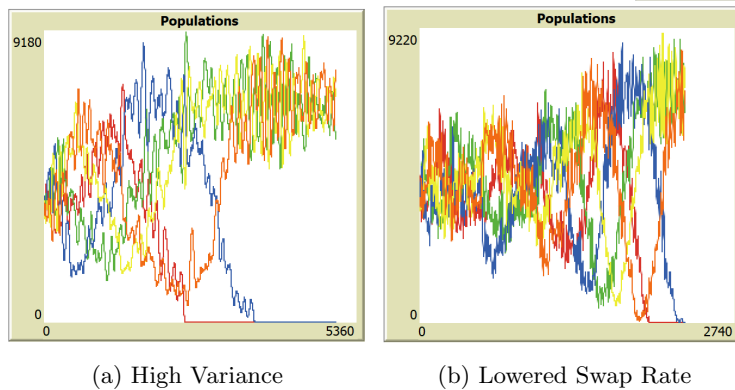 Populations
9180
0
0
5360
(a) High Variance
Populations
9220
0
0
2740
(b) Lowered Swap Rate